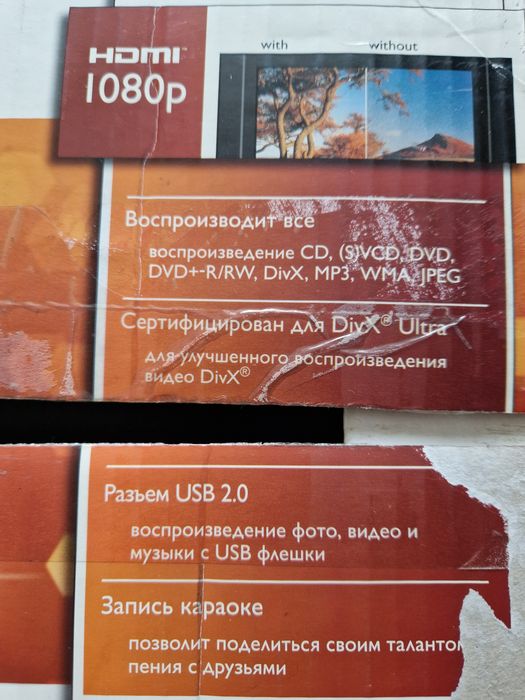 with without
HDMI™
1080p
Воспроизводит все
воспроизведение CD, (S)VCD, DVD,
DVD+-R/RW, DivX, MP3, WMA, JPEG
Сертифицирован для DivX® Ultra
для улучшенного воспроизведения
видео DivX®
Разъем USB 2.0
воспроизведение фото, видео и
музыки с USB флешки
Запись караоке
позволит поделиться своим таланто
пения с друзьями